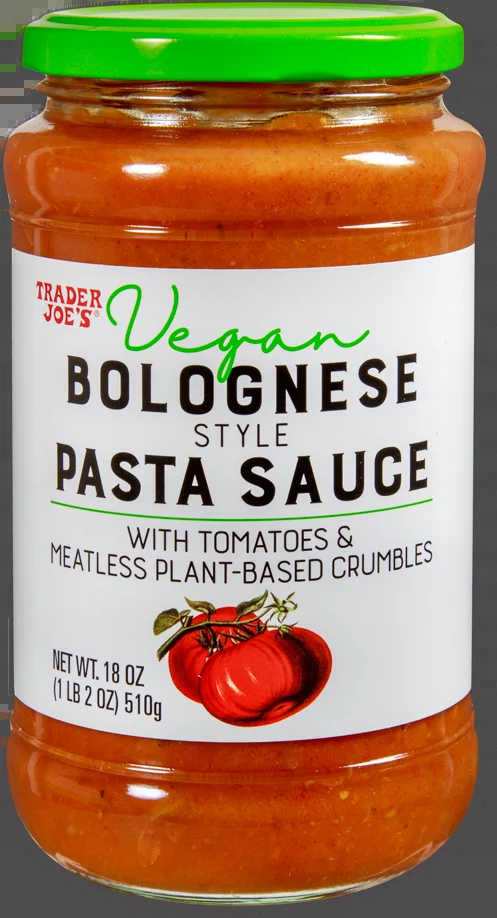 TRADER
JOE'S®
Vegan
BOLOGNESE
STYLE
PASTA SAUCE
WITH TOMATOES &
MEATLESS PLANT-BASED CRUMBLES
NET WT. 18 OZ
(1 LB 2 OZ) 510g